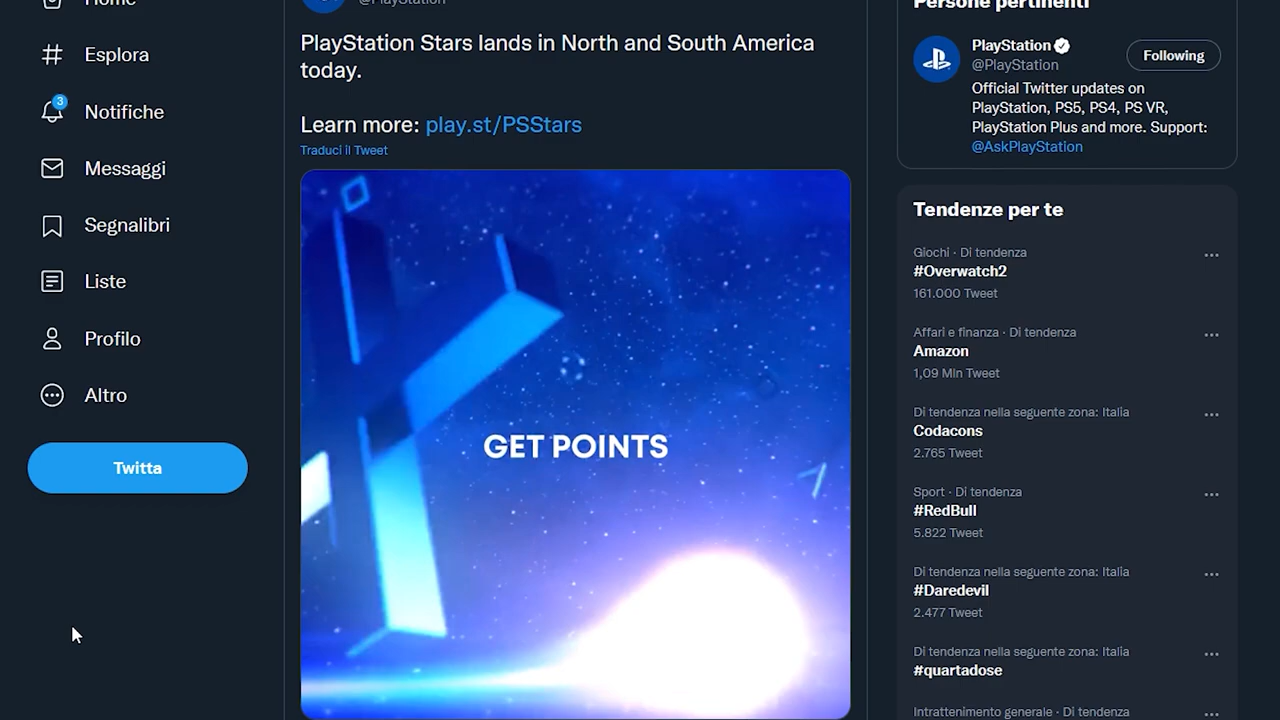 Home
Esplora
3
Notifiche
Messaggi
Segnalibri
Liste
Profilo
Altro
Twitta
@PlayStation
PlayStation Stars lands in North and South America
today.
Learn more: play.st/PSStars
Traduci il Tweet
GET POINTS
Persone pertinenti
PlayStation
@PlayStation
Following
Official Twitter updates on
PlayStation, PS5, PS4, PS VR,
PlayStation Plus and more. Support:
@AskPlayStation
Tendenze per te
Giochi · Di tendenza
#Overwatch2
161.000 Tweet
Affari e finanza · Di tendenza
Amazon
1,09 Mln Tweet
Di tendenza nella seguente zona: Italia
Codacons
2.765 Tweet
Sport · Di tendenza
#RedBull
5.822 Tweet
Di tendenza nella seguente zona: Italia
#Daredevil
2.477 Tweet
Di tendenza nella seguente zona: Italia
#quartadose
Intrattenimento generale · Di tendenza